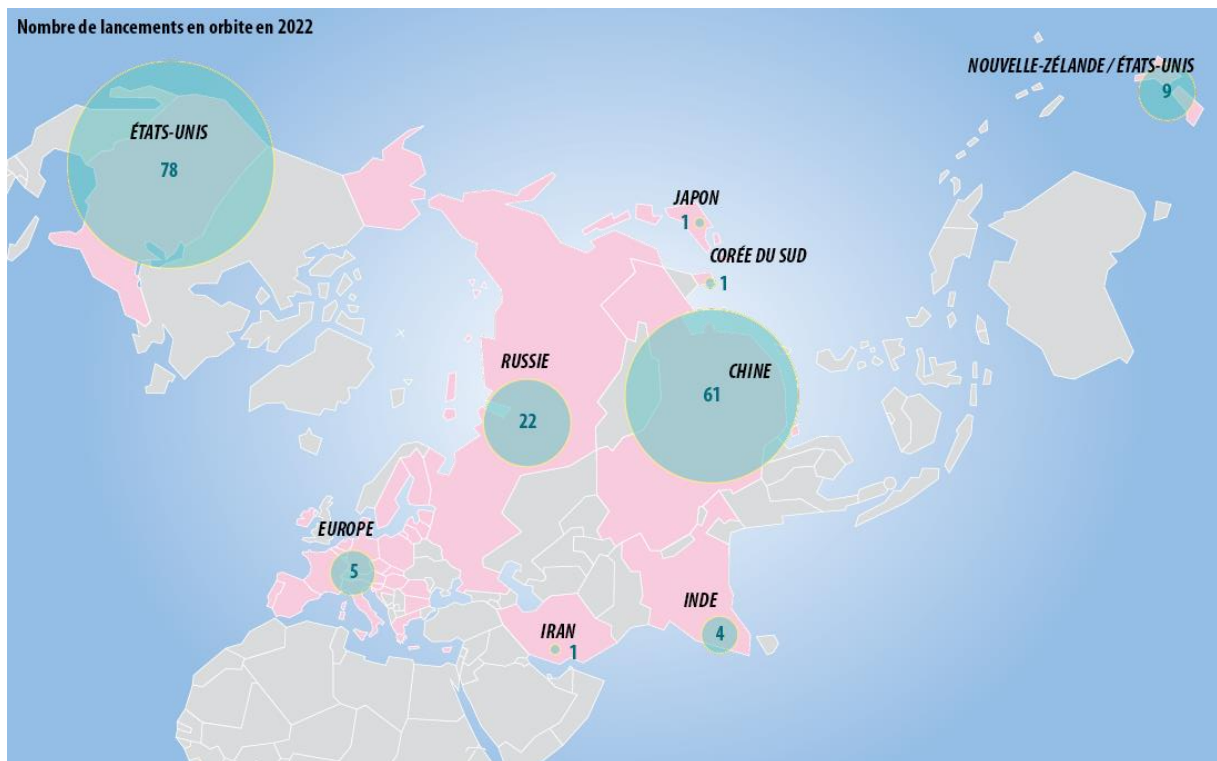 Nombre de lancements en orbite en 2022
NOUVELLE-ZÉLANDE / ÉTATS-UNIS
9
ÉTATS-UNIS
78
JAPON
1
CORÉE DU SUD
1
RUSSIE
22
CHINE
61
EUROPE
5
INDE
4
IRAN
1